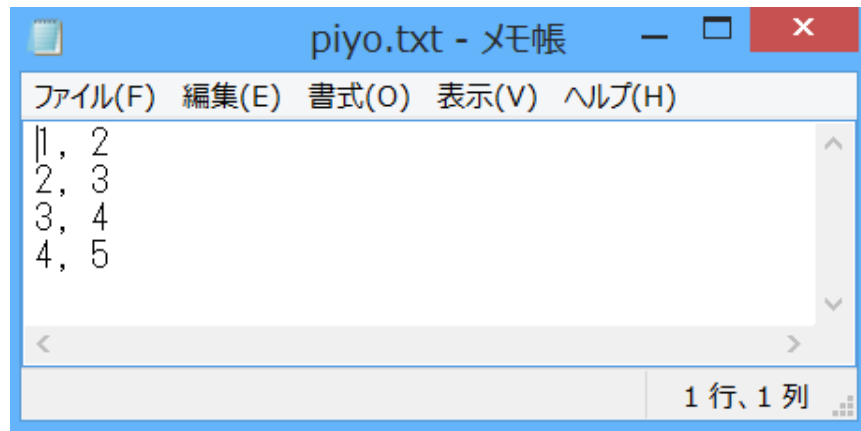 piyo.txt - メモ帳
ファイル(F) 編集(E) 書式(O) 表示(V) ヘルプ(H)
1, 2
2, 3
3, 4
4, 5
1 行、1 列